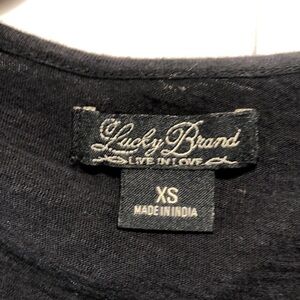 Lucky Brand
LIVE IN LOVE
XS
MADE IN INDIA